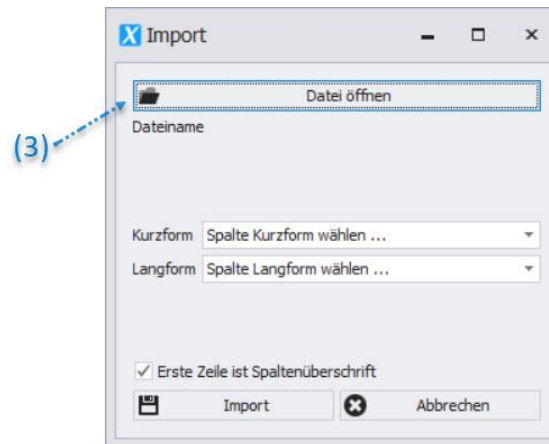 X Import
Datei öffnen
(3)
Dateiname
Kurzform Spalte Kurzform wählen ...
Langform Spalte Langform wählen ...
Erste Zeile ist Spaltenüberschrift
Import Abbrechen